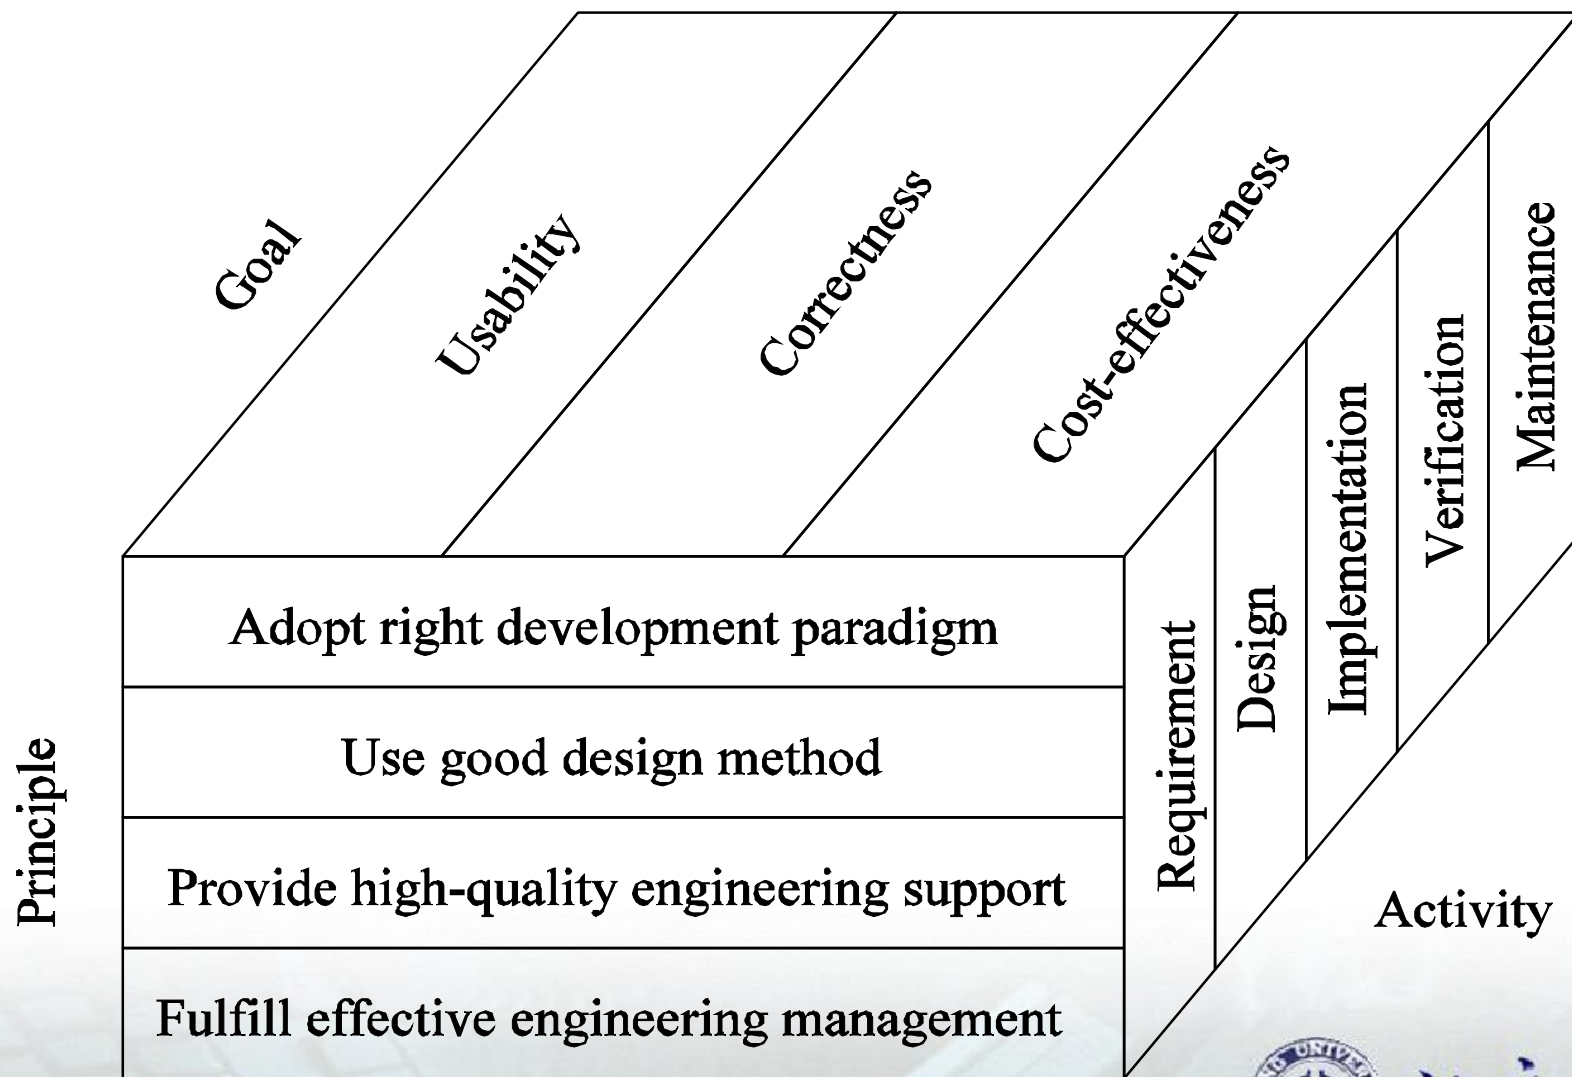 Goal
Usability
Correctness
Cost-effectiveness
Principle
Adopt right development paradigm
Use good design method
Provide high-quality engineering support
Fulfill effective engineering management
Requirement
Design
Implementation
Verification
Maintenance
Activity